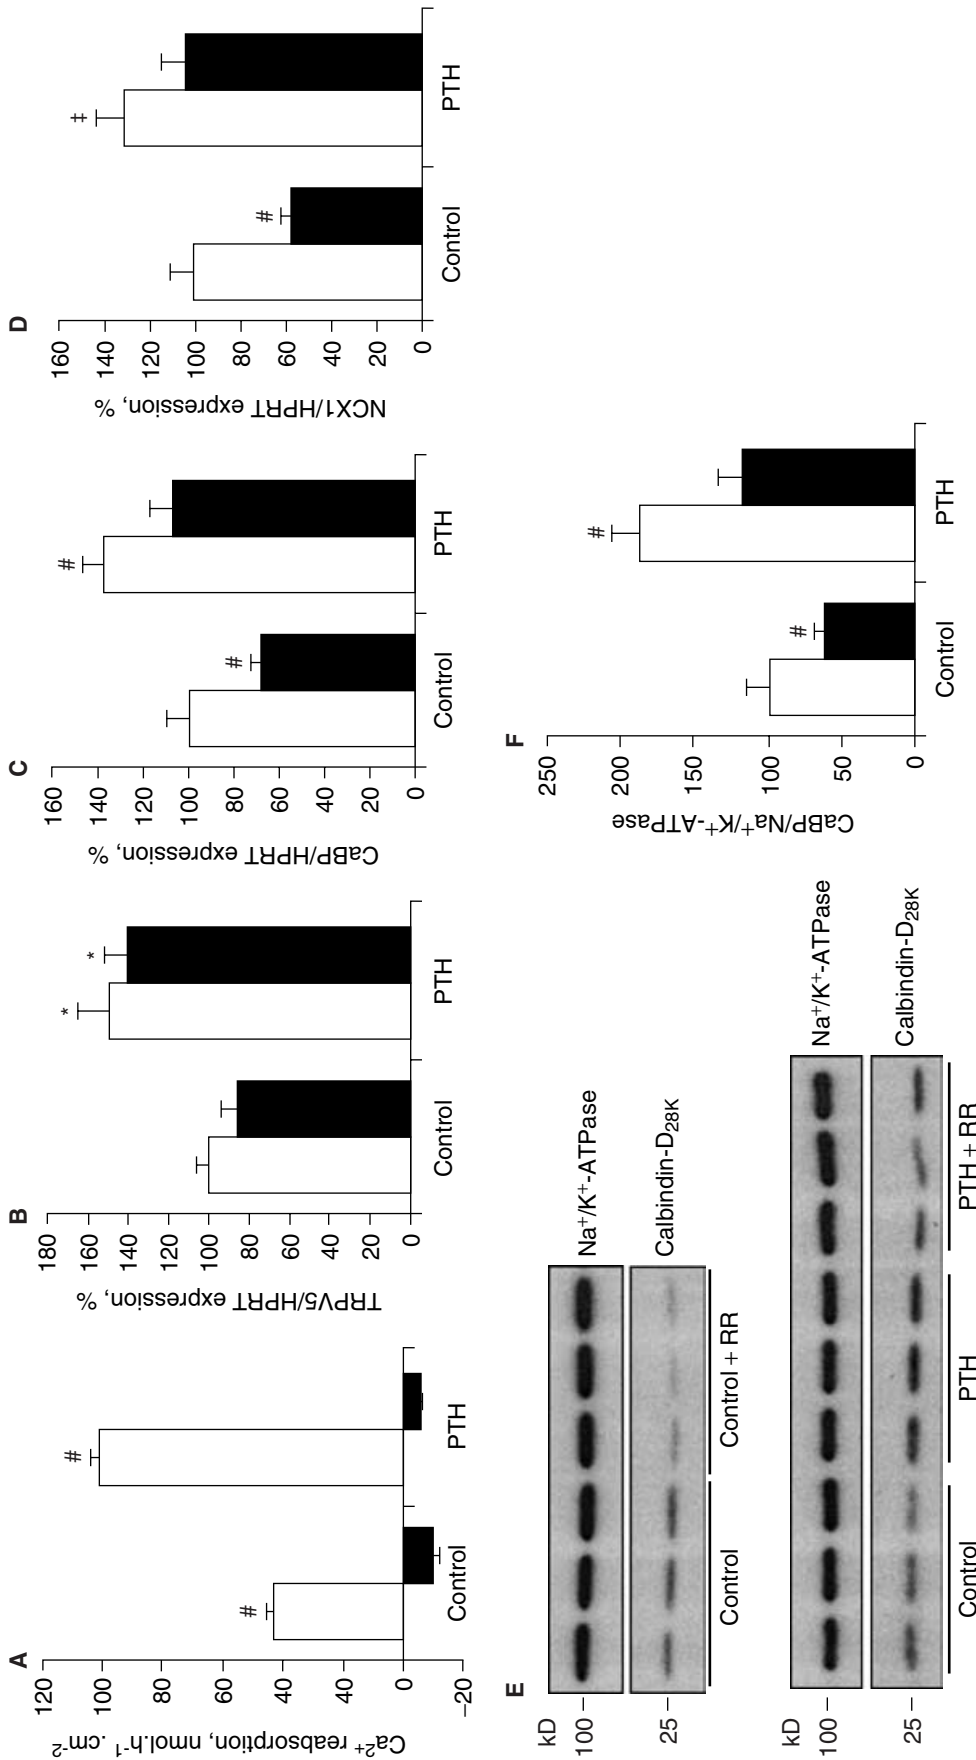 A
120
100
80
60
40
20
0
–20
Ca2+ reabsorption, nmol.h-1.cm-2
#
#
Control
PTH
B
180
160
140
120
100
80
60
40
20
0
TRPV5/HPRT expression, %
*
*
Control
PTH
C
160
140
120
100
80
60
40
20
0
CaBP/HPRT expression, %
#
#
Control
PTH
D
160
140
120
100
80
60
40
20
0
NCX1/HPRT expression, %
#
‡
Control
PTH
E
kD
100
Na+/K+-ATPase
25
Calbindin-D28K
Control
Control + RR
kD
100
Na+/K+-ATPase
25
Calbindin-D28K
Control
PTH
PTH + RR
F
250
200
150
100
50
0
CaBP/Na+/K+-ATPase
#
#
Control
PTH